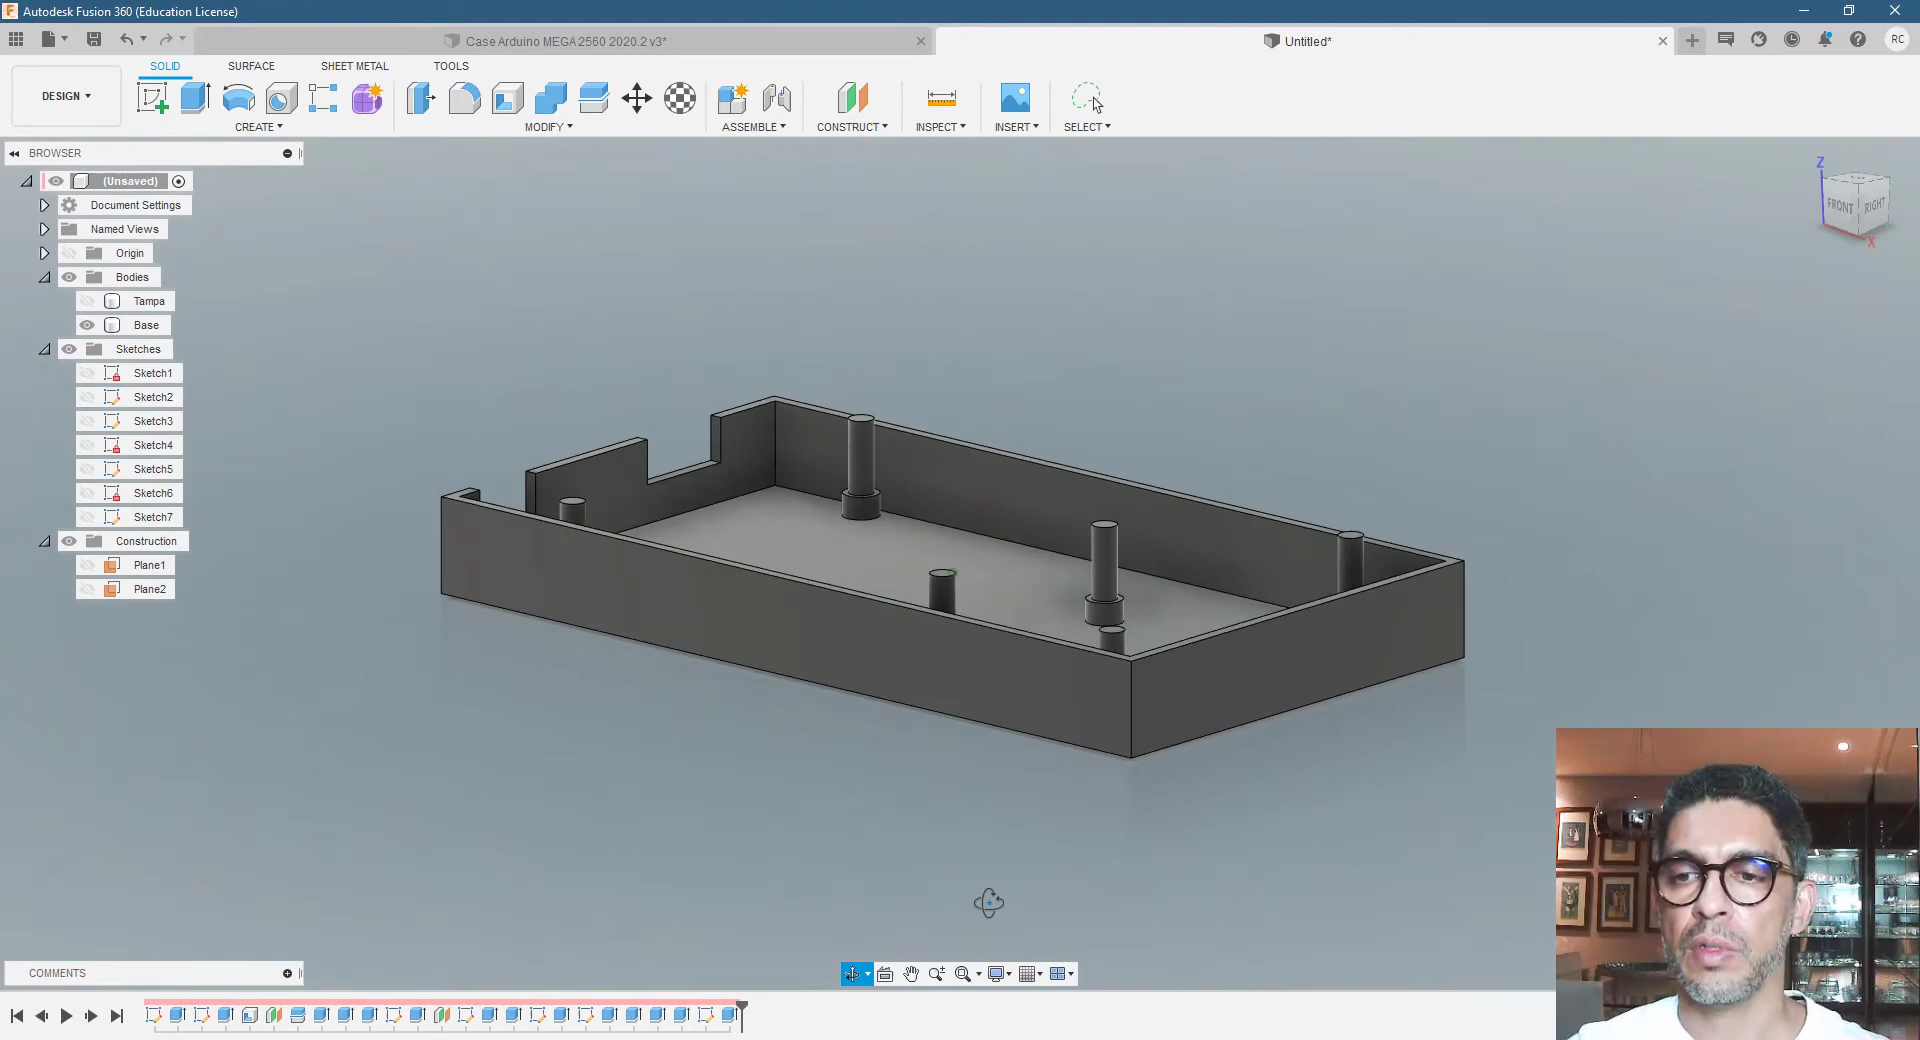 Autodesk Fusion 360 (Education License)
Case Arduino MEGA 2560 2020.2 v3*
Untitled*
RC
SOLID
SURFACE
SHEET METAL
TOOLS
DESIGN
CREATE
MODIFY
ASSEMBLE
CONSTRUCT
INSPECT
INSERT
SELECT
BROWSER
(Unsaved)
Document Settings
Named Views
Origin
Bodies
Tampa
Base
Sketches
Sketch1
Sketch2
Sketch3
Sketch4
Sketch5
Sketch6
Sketch7
Construction
Plane1
Plane2
Z
FRONT
RIGHT
X
COMMENTS